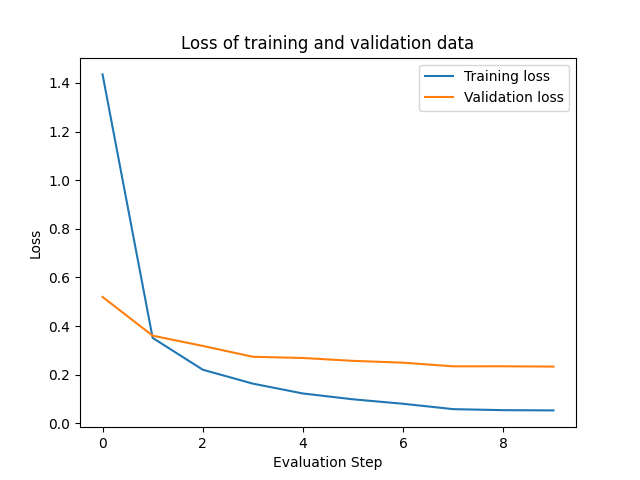 Loss of training and validation data
Training loss
Validation loss
1.4
1.2
1.0
0.8
0.6
0.4
0.2
0.0
Loss
0 2 4 6 8
Evaluation Step